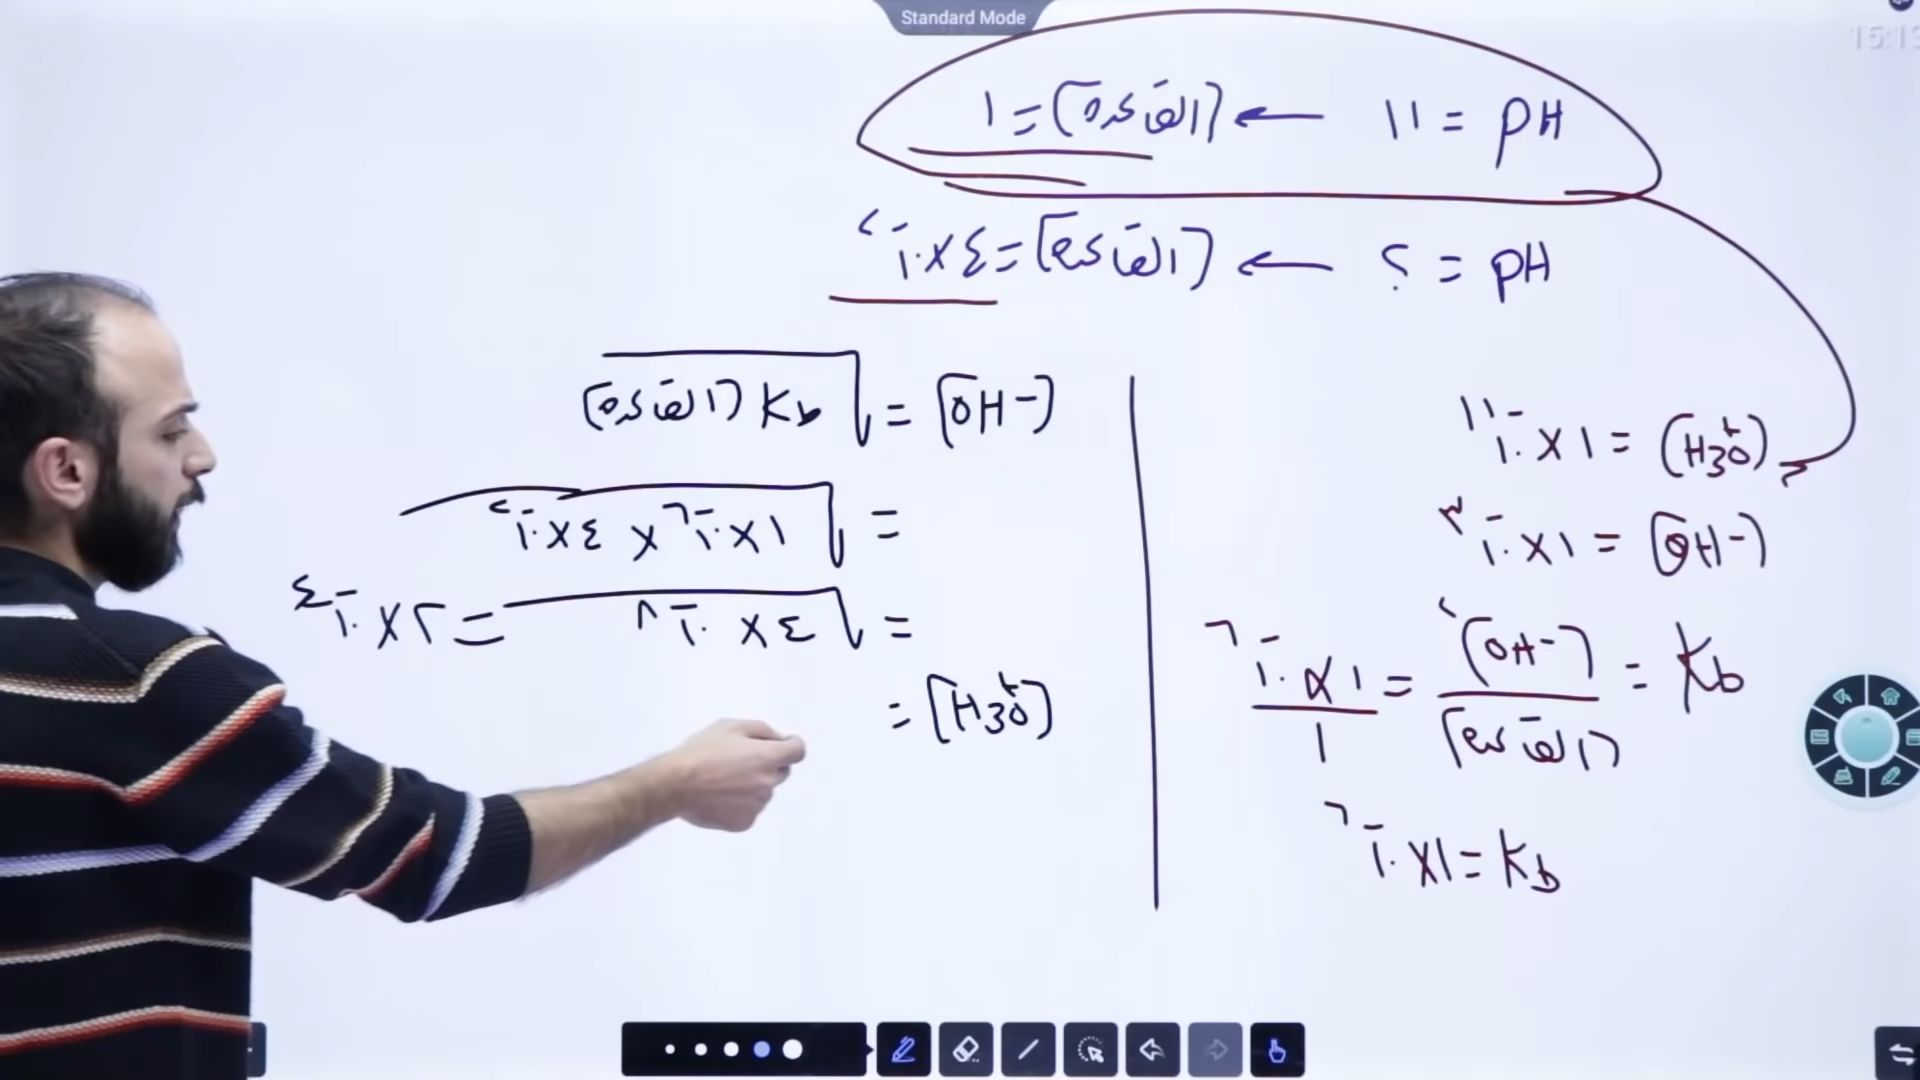 Standard Mode
15:13
pH = ١١ ← [القاعدة] = ١
pH = ؟ ← [القاعدة] = ٤×١٠⁻٢
[H3O+] = ١×١٠⁻١١
[OH-] = ١×١٠⁻٣
Kb = [OH-]٢ / [القاعدة] = ١×١٠⁻٦ / ١
Kb = ١×١٠⁻٦
[OH-] = √Kb [القاعدة]
= √١×١٠⁻٦ × ٤×١٠⁻٢
= √٤×١٠⁻٨ = ٢×١٠⁻٤
[H3O+] =